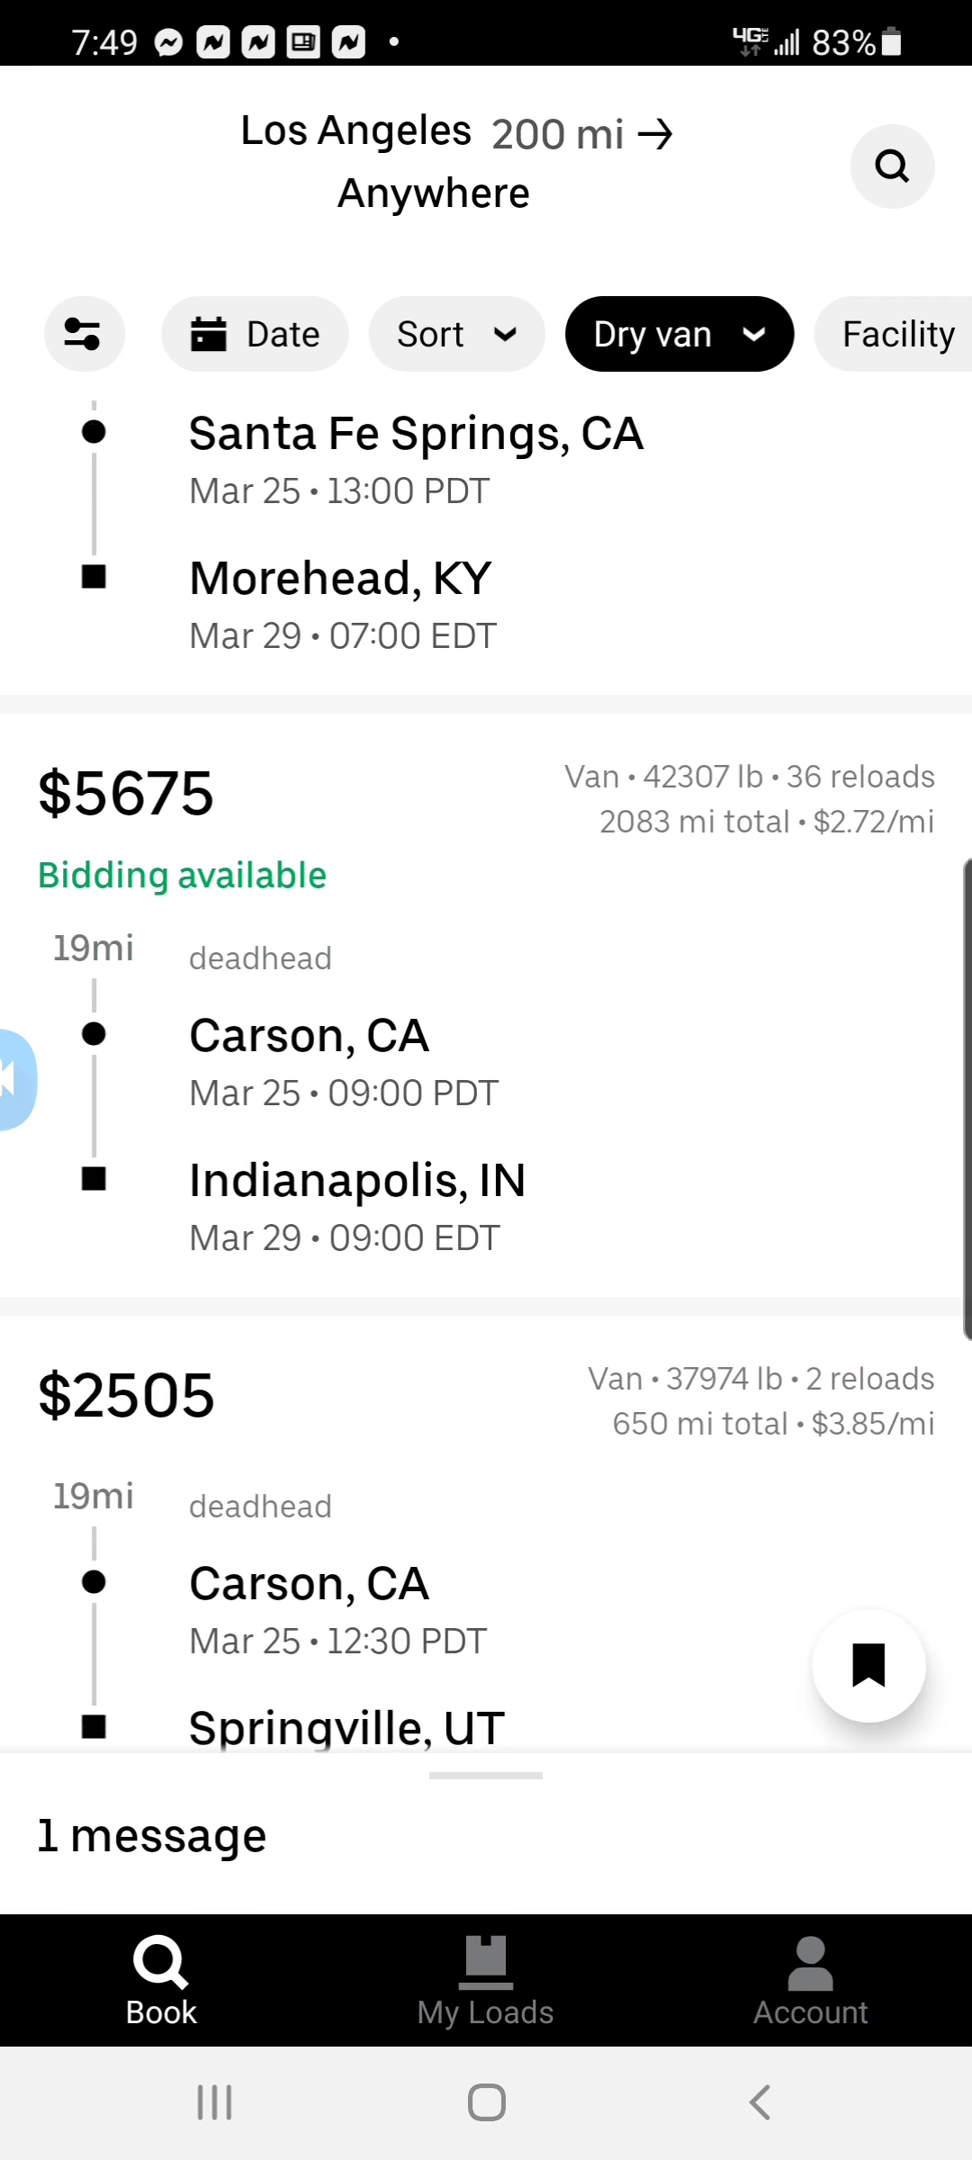 7:49
4G LTE 83%
Los Angeles 200 mi →
Anywhere
Date Sort Dry van Facility
Santa Fe Springs, CA
Mar 25 • 13:00 PDT
Morehead, KY
Mar 29 • 07:00 EDT
$5675
Van • 42307 lb • 36 reloads
2083 mi total • $2.72/mi
Bidding available
19mi deadhead
Carson, CA
Mar 25 • 09:00 PDT
Indianapolis, IN
Mar 29 • 09:00 EDT
$2505
Van • 37974 lb • 2 reloads
650 mi total • $3.85/mi
19mi deadhead
Carson, CA
Mar 25 • 12:30 PDT
Springville, UT
1 message
Book My Loads Account